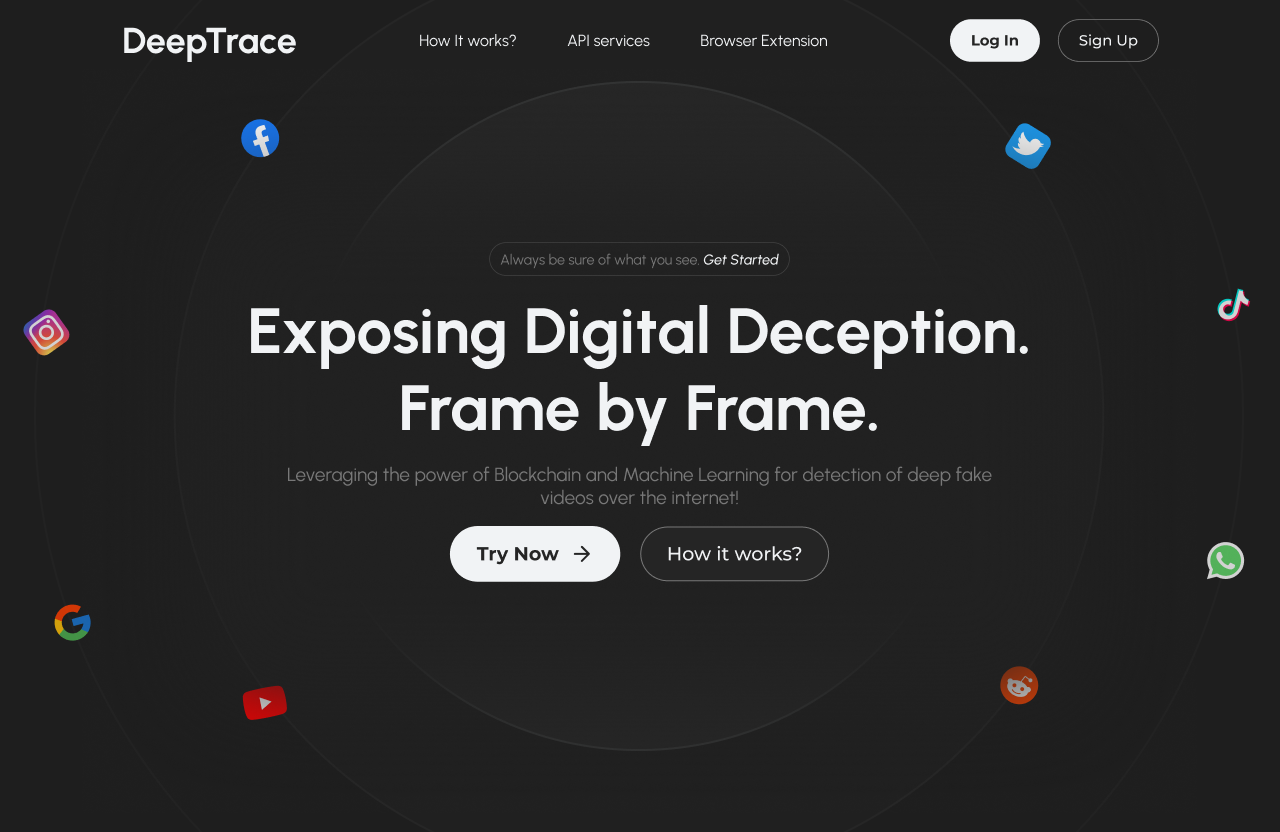 DeepTrace
How It works?
API services
Browser Extension
Log In
Sign Up
Always be sure of what you see. Get Started
Exposing Digital Deception.
Frame by Frame.
Leveraging the power of Blockchain and Machine Learning for detection of deep fake
videos over the internet!
Try Now
How it works?